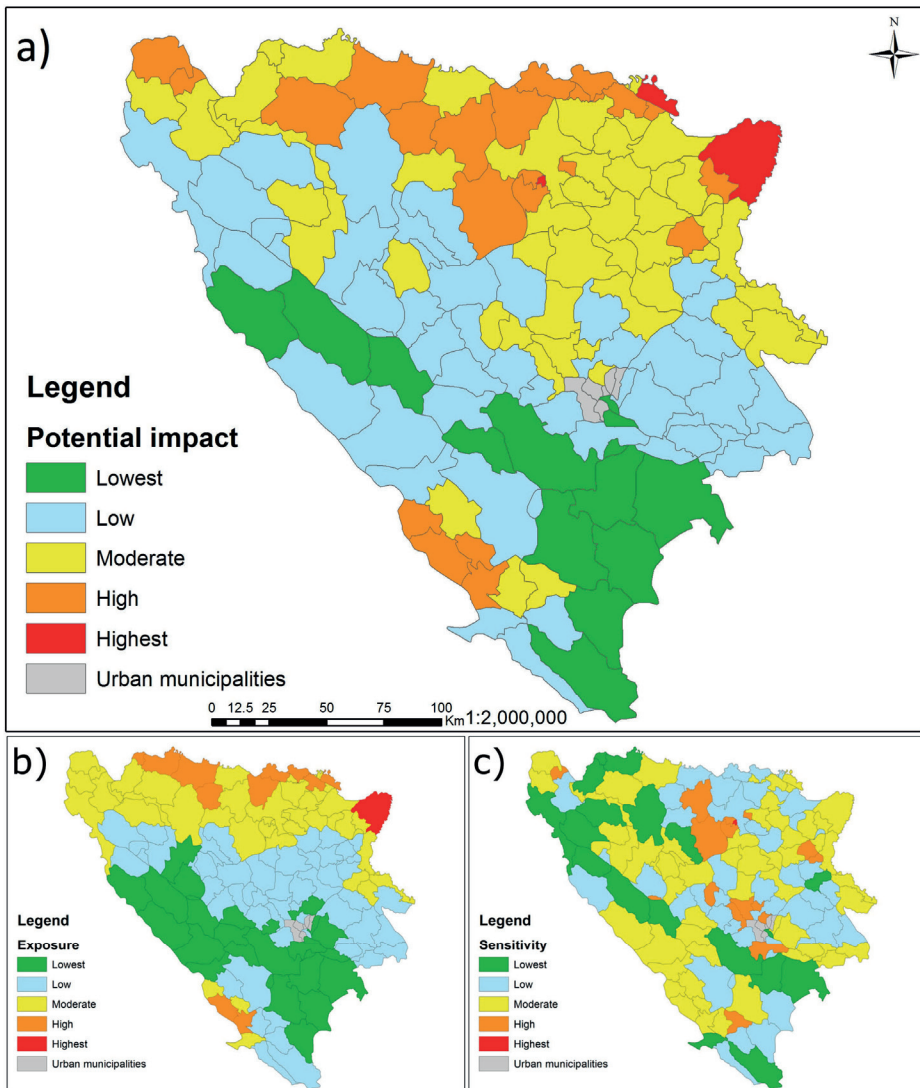 a)
N
Legend
Potential impact
Lowest
Low
Moderate
High
Highest
Urban municipalities
0 12.5 25 50 75 100
Km 1:2,000,000
b)
Legend
Exposure
Lowest
Low
Moderate
High
Highest
Urban municipalities
c)
Legend
Sensitivity
Lowest
Low
Moderate
High
Highest
Urban municipalities